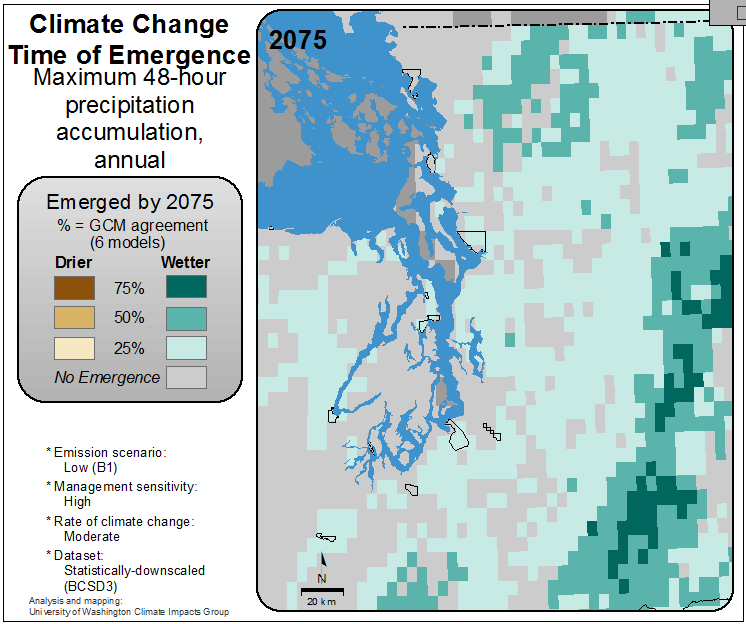 Climate Change
Time of Emergence
Maximum 48-hour
precipitation
accumulation,
annual
Emerged by 2075
% = GCM agreement
(6 models)
Drier Wetter
75%
50%
25%
No Emergence
* Emission scenario:
Low (B1)
* Management sensitivity:
High
* Rate of climate change:
Moderate
* Dataset:
Statistically-downscaled
(BCSD3)
Analysis and mapping:
University of Washington Climate Impacts Group
2075
N
20 km